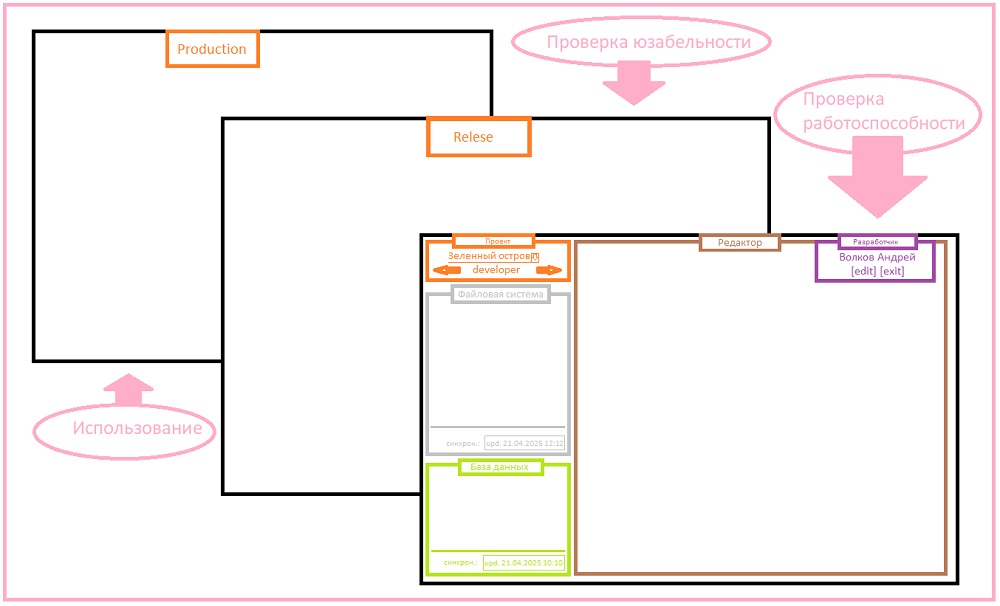 Production
Проверка юзабельности
Relese
Проверка
работоспособности
Проект
Зеленный остров
developer
Файловая система
синхрон.: upd. 21.04.2025 12:12
База данных
синхрон.: upd. 21.04.2025 10:10
Редактор
Разработчик
Волков Андрей
[edit] [exit]
Использование